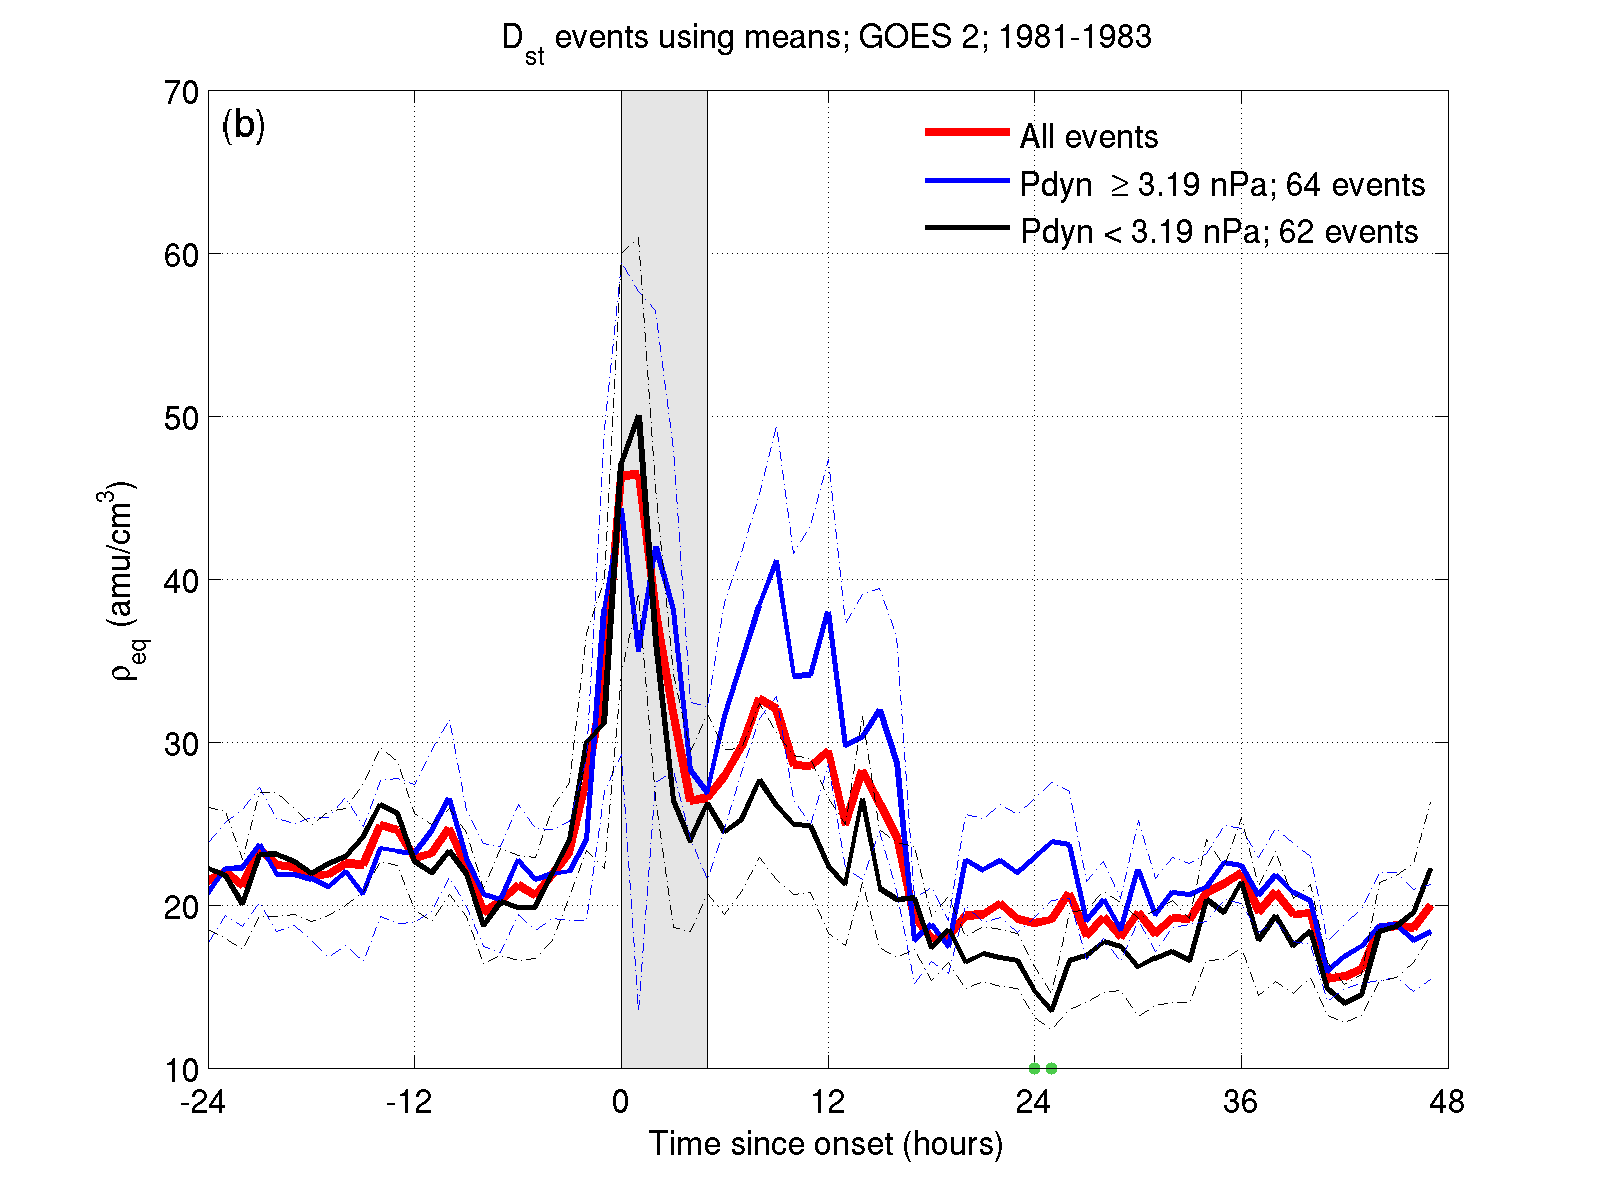 D_st events using means; GOES 2; 1981-1983
(b)
All events
Pdyn ≥ 3.19 nPa; 64 events
Pdyn < 3.19 nPa; 62 events
70
60
50
40
30
20
10
ρ_eq (amu/cm³)
-24 -12 0 12 24 36 48
Time since onset (hours)